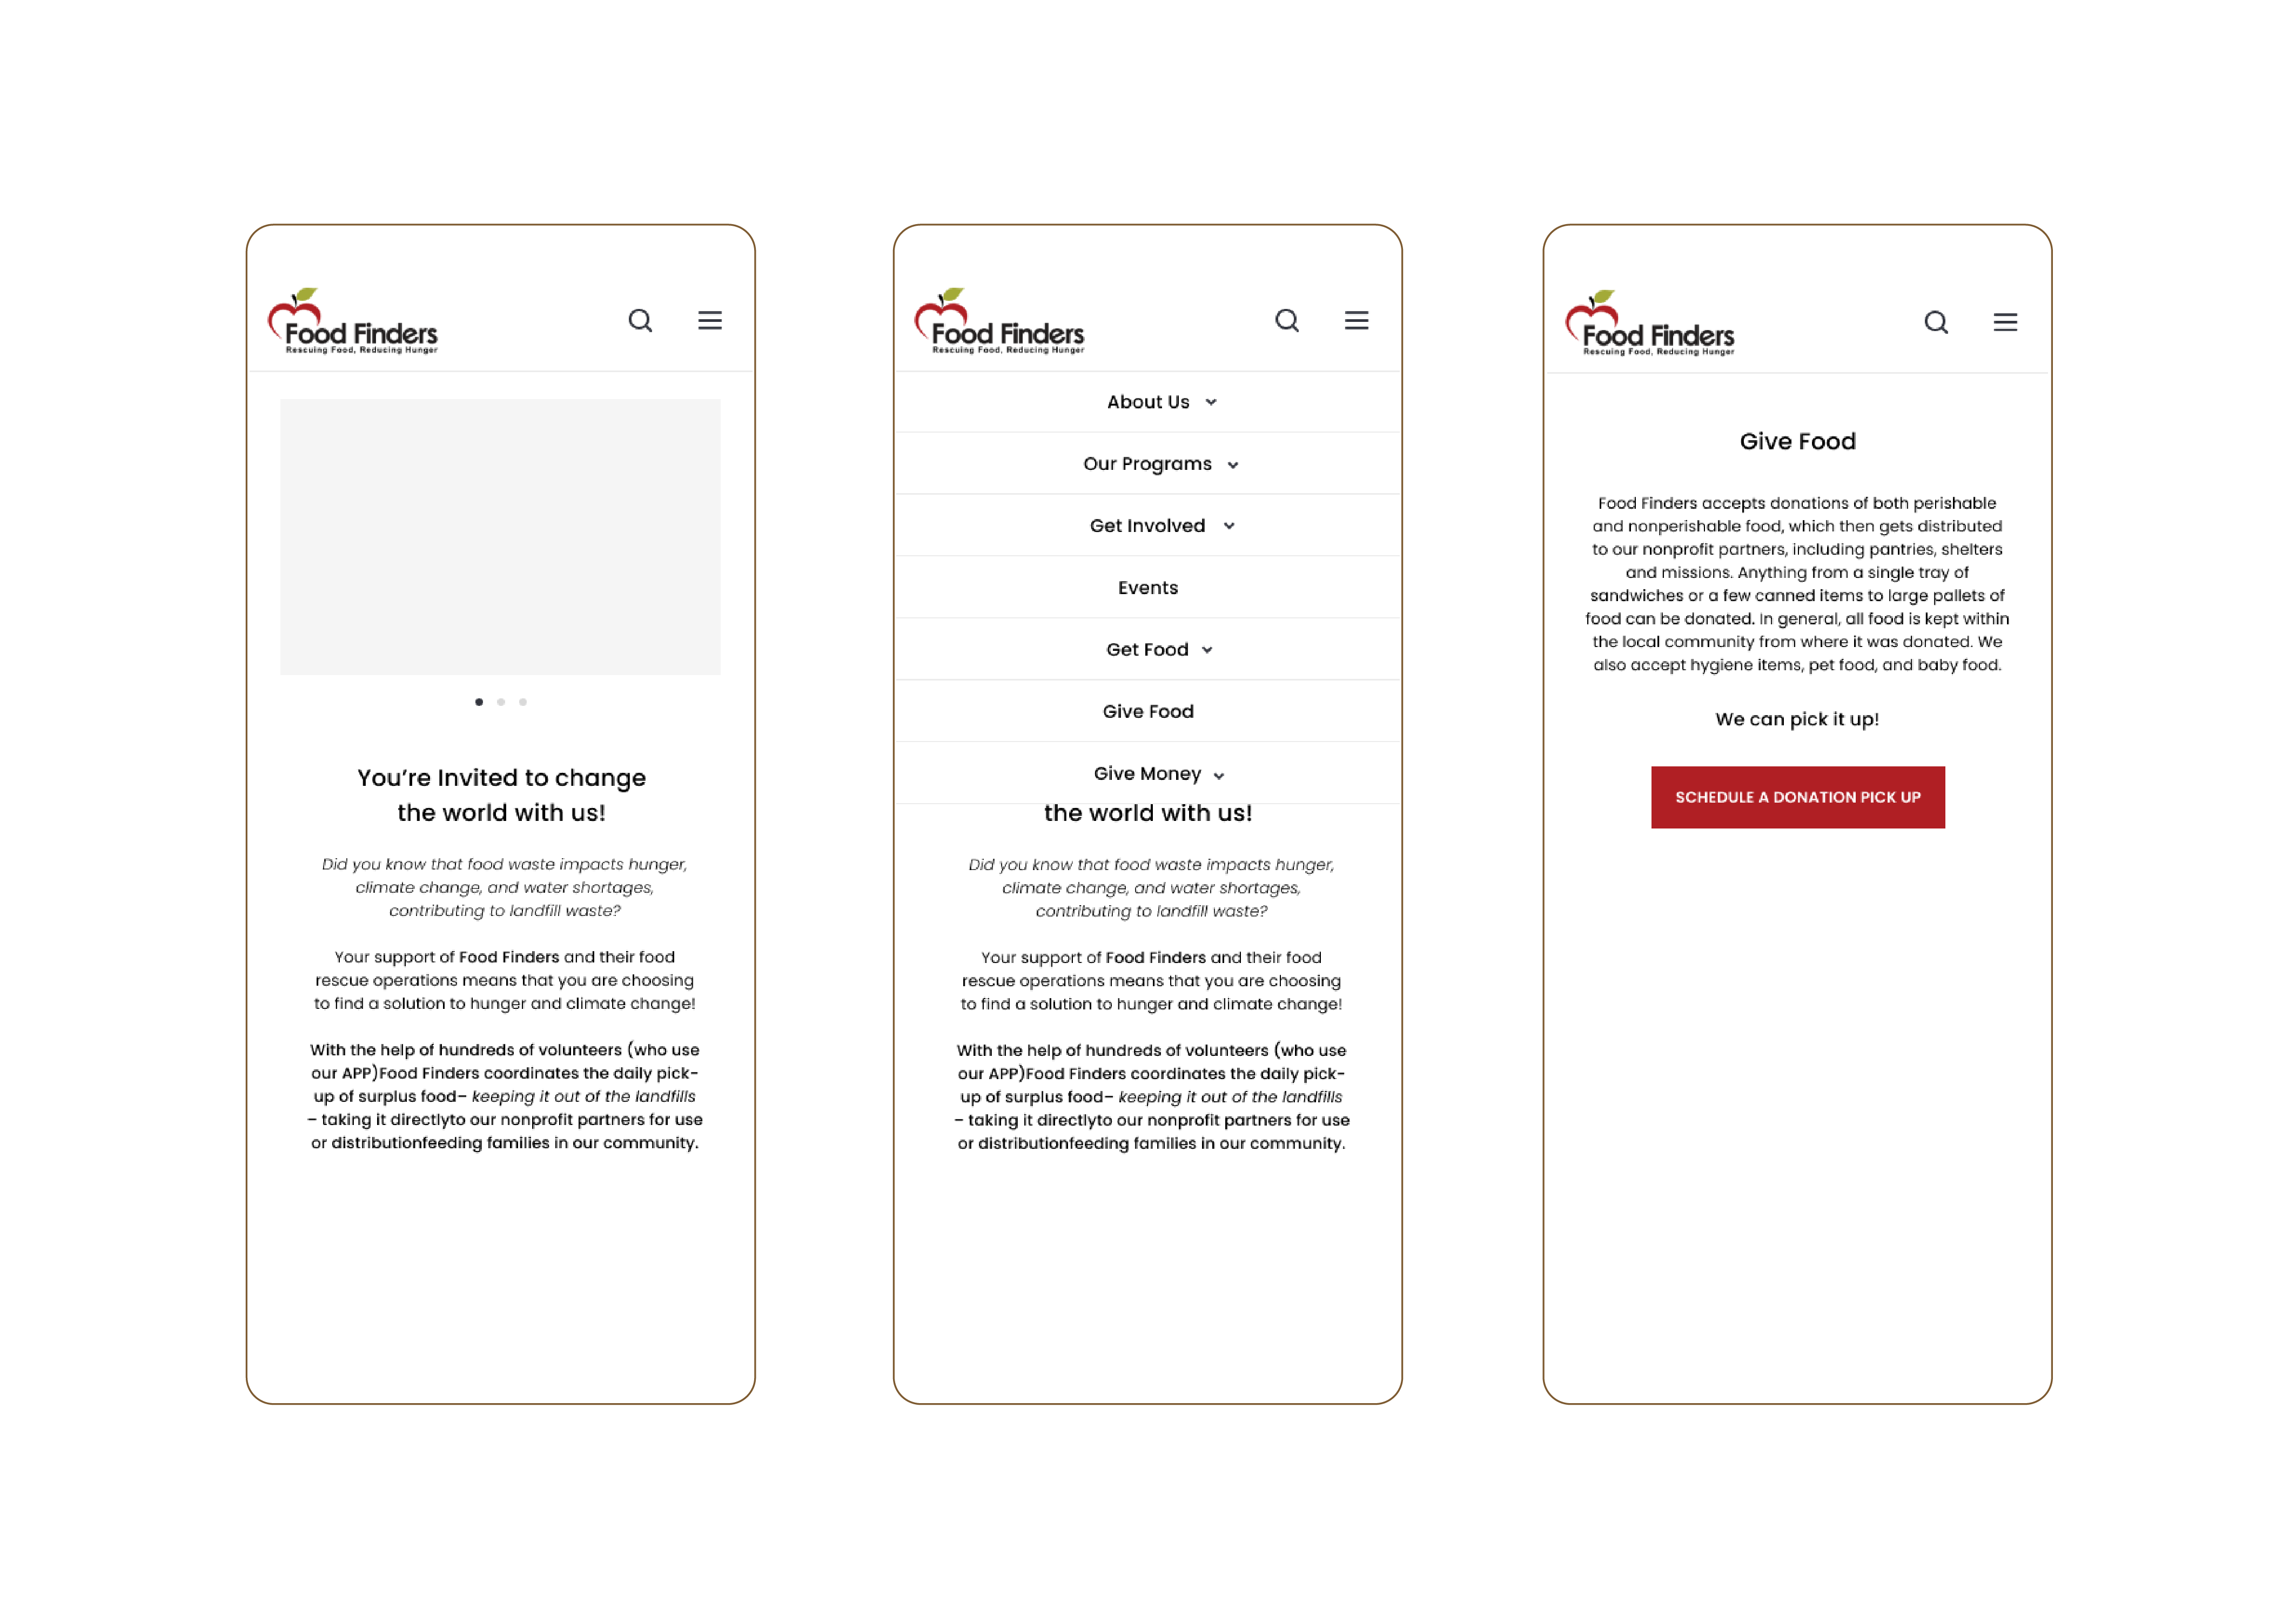 Food Finders
Rescuing Food, Reducing Hunger
You’re Invited to change
the world with us!
Did you know that food waste impacts hunger,
climate change, and water shortages,
contributing to landfill waste?
Your support of Food Finders and their food
rescue operations means that you are choosing
to find a solution to hunger and climate change!
With the help of hundreds of volunteers (who use
our APP)Food Finders coordinates the daily pick-
up of surplus food– keeping it out of the landfills
– taking it directlyto our nonprofit partners for use
or distributionfeeding families in our community.
Food Finders
Rescuing Food, Reducing Hunger
About Us
Our Programs
Get Involved
Events
Get Food
Give Food
Give Money
the world with us!
Did you know that food waste impacts hunger,
climate change, and water shortages,
contributing to landfill waste?
Your support of Food Finders and their food
rescue operations means that you are choosing
to find a solution to hunger and climate change!
With the help of hundreds of volunteers (who use
our APP)Food Finders coordinates the daily pick-
up of surplus food– keeping it out of the landfills
– taking it directlyto our nonprofit partners for use
or distributionfeeding families in our community.
Food Finders
Rescuing Food, Reducing Hunger
Give Food
Food Finders accepts donations of both perishable
and nonperishable food, which then gets distributed
to our nonprofit partners, including pantries, shelters
and missions. Anything from a single tray of
sandwiches or a few canned items to large pallets of
food can be donated. In general, all food is kept within
the local community from where it was donated. We
also accept hygiene items, pet food, and baby food.
We can pick it up!
SCHEDULE A DONATION PICK UP